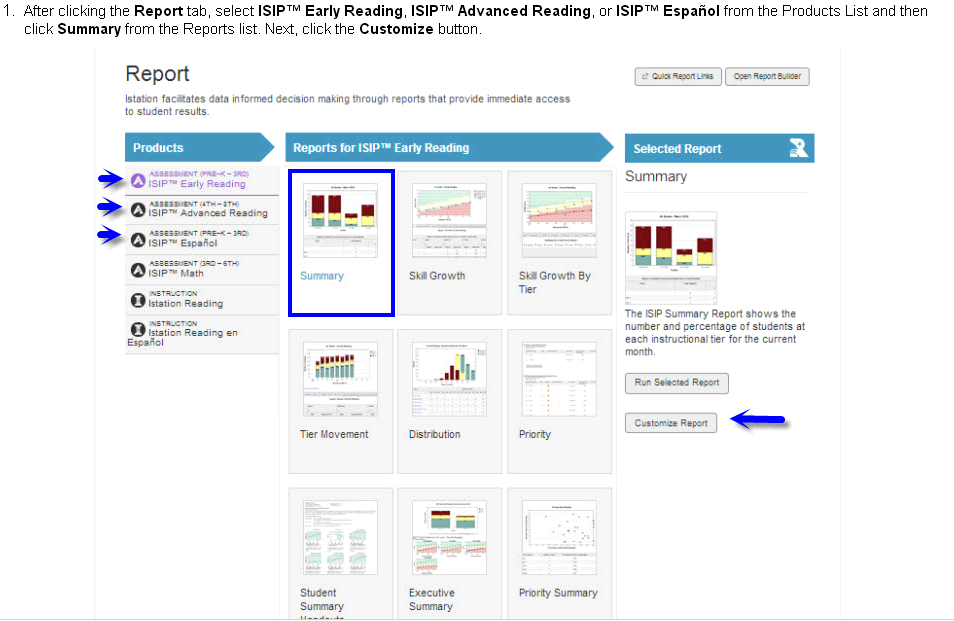 1. After clicking the Report tab, select ISIP™ Early Reading, ISIP™ Advanced Reading, or ISIP™ Español from the Products List and then
click Summary from the Reports list. Next, click the Customize button.
Report
Quick Report Links
Open Report Builder
Istation facilitates data informed decision making through reports that provide immediate access
to student results.
Products
Reports for ISIP™ Early Reading
Selected Report
ASSESSMENT (PRE-K – 3RD)
ISIP™ Early Reading
ASSESSMENT (4TH – 8TH)
ISIP™ Advanced Reading
ASSESSMENT (PRE-K – 3RD)
ISIP™ Español
ASSESSMENT (3RD – 6TH)
ISIP™ Math
INSTRUCTION
Istation Reading
INSTRUCTION
Istation Reading en
Español
Summary
Skill Growth
Skill Growth By
Tier
Tier Movement
Distribution
Priority
Student
Summary
Handouts
Executive
Summary
Priority Summary
Summary
The ISIP Summary Report shows the
number and percentage of students at
each instructional tier for the current
month.
Run Selected Report
Customize Report